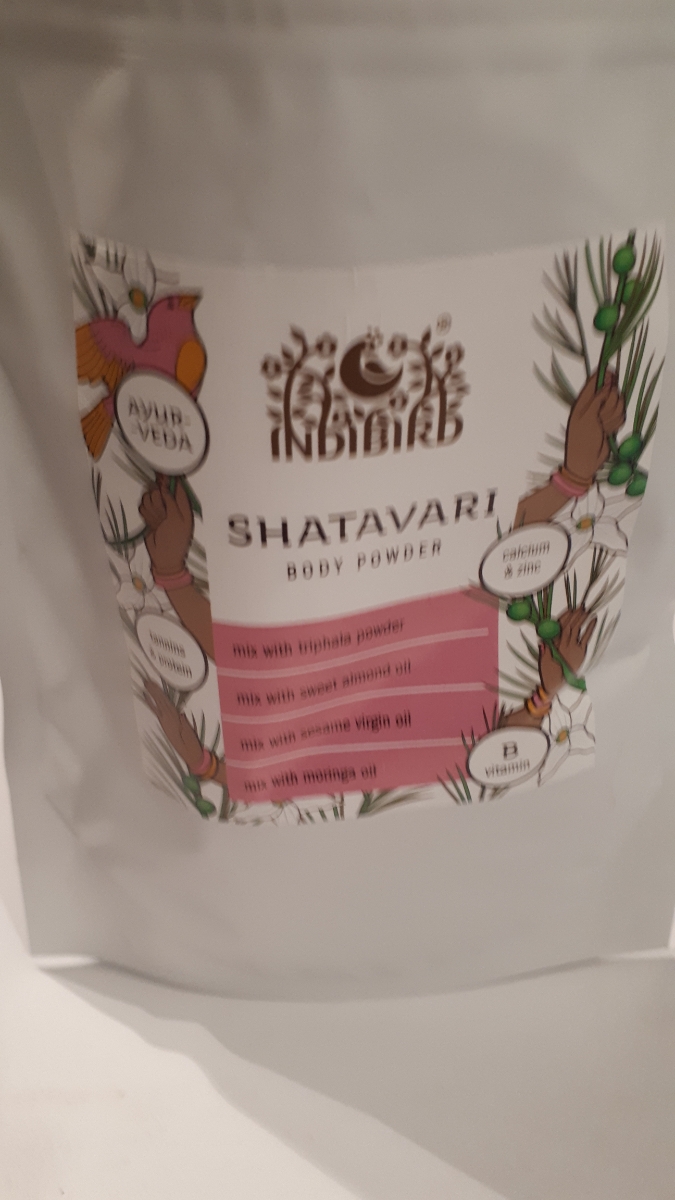 ®
INDIBIRD
AYUR-
VEDA
SHATAVARI
BODY POWDER
calcium
& zinc
mix with triphala powder
tannins
& protein
mix with sweet almond oil
mix with sesame virgin oil
B
vitamin
mix with moringa oil